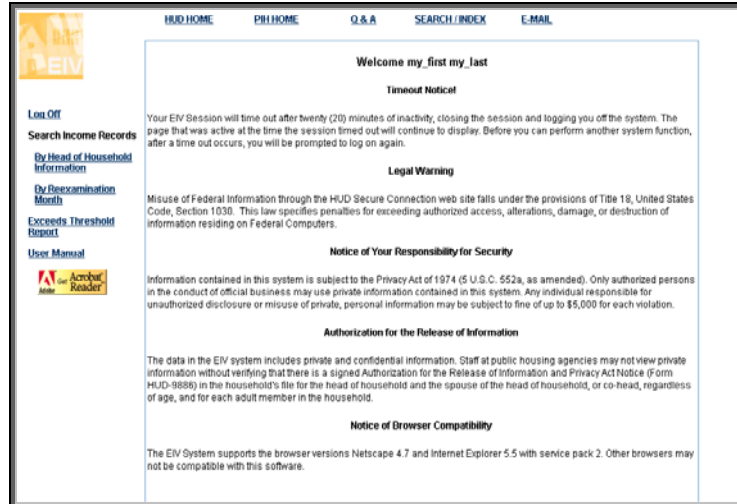 HUD HOME PIH HOME Q & A SEARCH / INDEX E-MAIL
EIV
Log Off
Search Income Records
By Head of Household
Information
By Reexamination
Month
Exceeds Threshold
Report
User Manual
Get Acrobat
Adobe Reader
Welcome my_first my_last
Timeout Notice!
Your EIV Session will time out after twenty (20) minutes of inactivity, closing the session and logging you off the system. The
page that was active at the time the session timed out will continue to display. Before you can perform another system function,
after a time out occurs, you will be prompted to log on again.
Legal Warning
Misuse of Federal Information through the HUD Secure Connection web site falls under the provisions of Title 18, United States
Code, Section 1030. This law specifies penalties for exceeding authorized access, alterations, damage, or destruction of
information residing on Federal Computers.
Notice of Your Responsibility for Security
Information contained in this system is subject to the Privacy Act of 1974 (5 U.S.C. 552a, as amended). Only authorized persons
in the conduct of official business may use private information contained in this system. Any individual responsible for
unauthorized disclosure or misuse of private, personal information may be subject to fine of up to $5,000 for each violation.
Authorization for the Release of Information
The data in the EIV system includes private and confidential information. Staff at public housing agencies may not view private
information without verifying that there is a signed Authorization for the Release of Information and Privacy Act Notice (Form
HUD-9886) in the household's file for the head of household and the spouse of the head of household, or co-head, regardless
of age, and for each adult member in the household.
Notice of Browser Compatibility
The EIV System supports the browser versions Netscape 4.7 and Internet Explorer 5.5 with service pack 2. Other browsers may
not be compatible with this software.